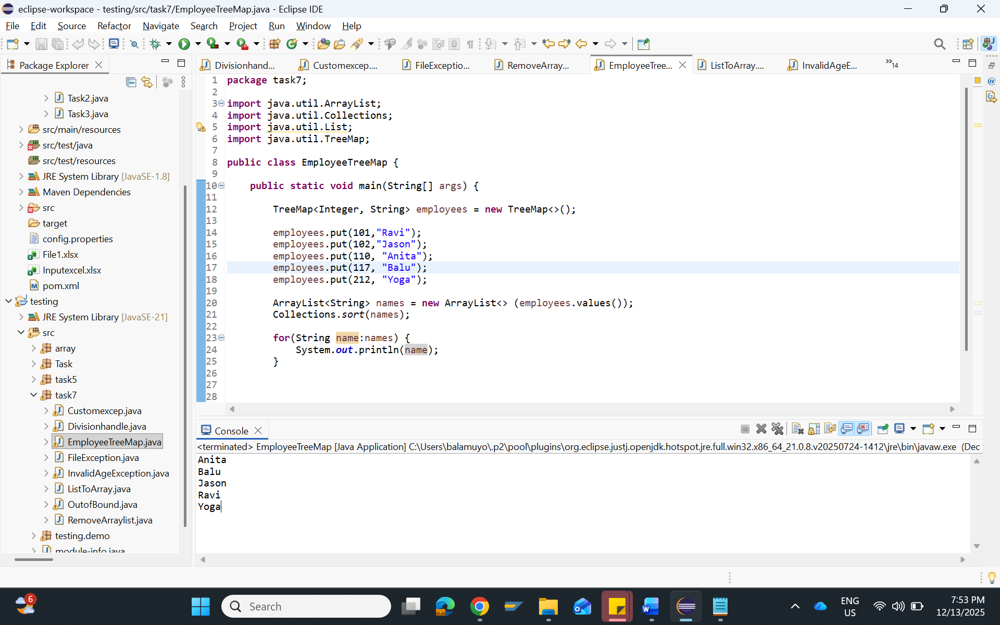 eclipse-workspace - testing/src/task7/EmployeeTreeMap.java - Eclipse IDE
File Edit Source Refactor Navigate Search Project Run Window Help
Package Explorer
Task2.java
Task3.java
src/main/resources
src/test/java
src/test/resources
JRE System Library [JavaSE-1.8]
Maven Dependencies
src
target
config.properties
File1.xlsx
Inputexcel.xlsx
pom.xml
testing
JRE System Library [JavaSE-21]
src
array
Task
task5
task7
Customexcep.java
Divisionhandle.java
EmployeeTreeMap.java
FileException.java
InvalidAgeException.java
ListToArray.java
OutofBound.java
RemoveArraylist.java
testing.demo
module-info.java
Divisionhand... Customexcep.... FileExceptio... RemoveArray... EmployeeTree... ListToArray.... InvalidAgeE... »14
1 package task7;
2
3 import java.util.ArrayList;
4 import java.util.Collections;
5 import java.util.List;
6 import java.util.TreeMap;
7
8 public class EmployeeTreeMap {
9
10 public static void main(String[] args) {
11
12 TreeMap<Integer, String> employees = new TreeMap<>();
13
14 employees.put(101,"Ravi");
15 employees.put(102,"Jason");
16 employees.put(110, "Anita");
17 employees.put(117, "Balu");
18 employees.put(212, "Yoga");
19
20 ArrayList<String> names = new ArrayList<> (employees.values());
21 Collections.sort(names);
22
23 for(String name:names) {
24 System.out.println(name);
25 }
26
27
28
Console
<terminated> EmployeeTreeMap [Java Application] C:\Users\balamuyo\.p2\pool\plugins\org.eclipse.justj.openjdk.hotspot.jre.full.win32.x86_64_21.0.8.v20250724-1412\jre\bin\javaw.exe (Dec
Anita
Balu
Jason
Ravi
Yoga
6
Search
ENG
US
7:53 PM
12/13/2025